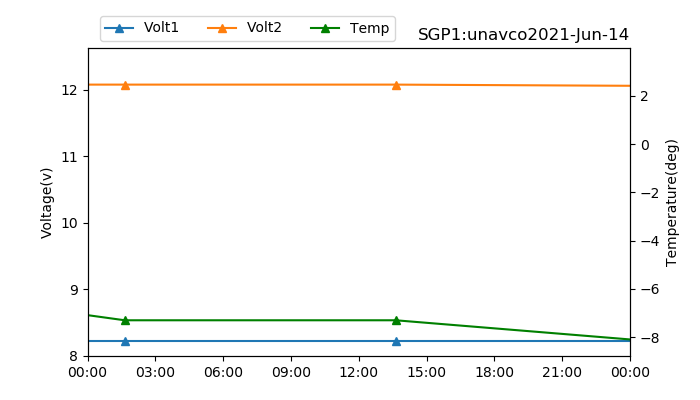 Volt1 Volt2 Temp
SGP1:unavco2021-Jun-14
Voltage(v)
12
11
10
9
8
2
0
−2
−4
−6
−8
Temperature(deg)
00:00 03:00 06:00 09:00 12:00 15:00 18:00 21:00 00:00